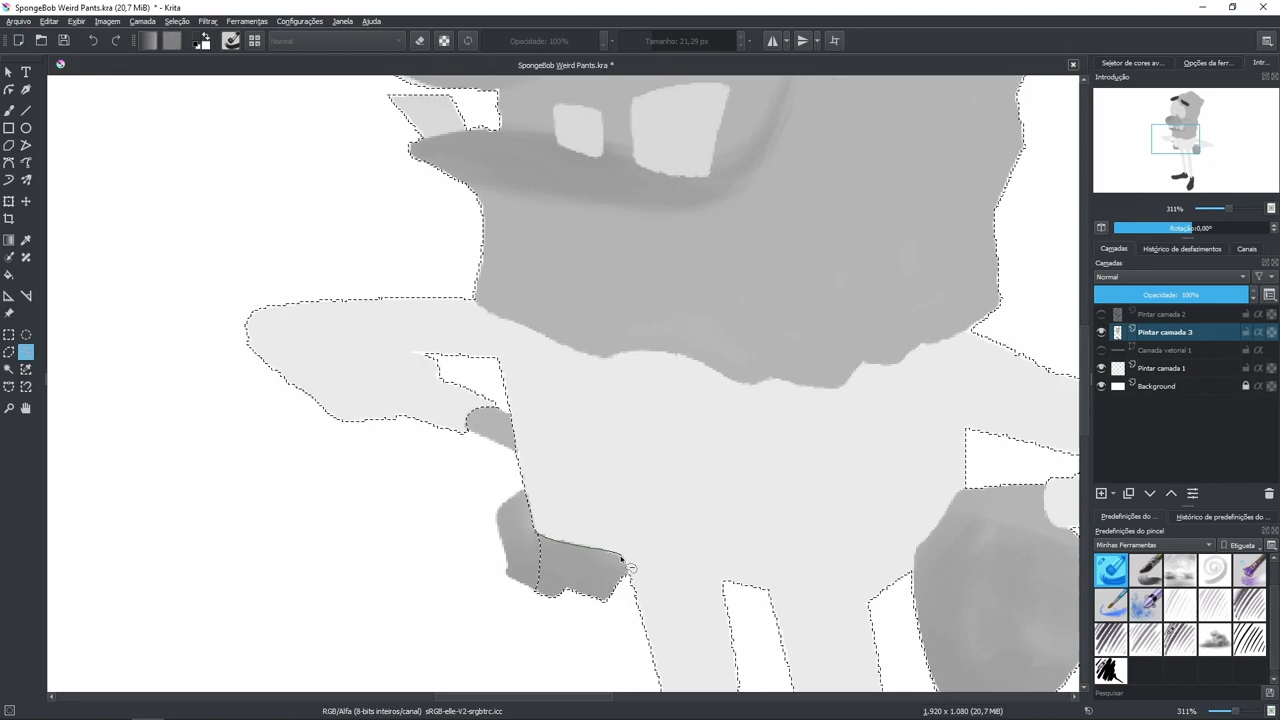 SpongeBob Weird Pants.kra (20,7 MiB) * - Krita
Arquivo Editar Exibir Imagem Camada Seleção Filtrar Ferramentas Configurações Janela Ajuda
Normal
Opacidade: 100%
Tamanho: 21,29 px
SpongeBob Weird Pants.kra *
Seletor de cores av... Opções da ferr... Intr...
Introdução
311%
Rotação:0,00°
Camadas Histórico de desfazimentos Canais
Camadas
Normal
Opacidade: 100%
Pintar camada 2
Pintar camada 3
Camada vetorial 1
Pintar camada 1
Background
Predefinições do ... Histórico de predefinições do ...
Predefinições do pincel
Minhas Ferramentas
Etiqueta
Pesquisar
RGB/Alfa (8-bits inteiros/canal) sRGB-elle-V2-srgbtrc.icc
1.920 x 1.080 (20,7 MiB)
311%